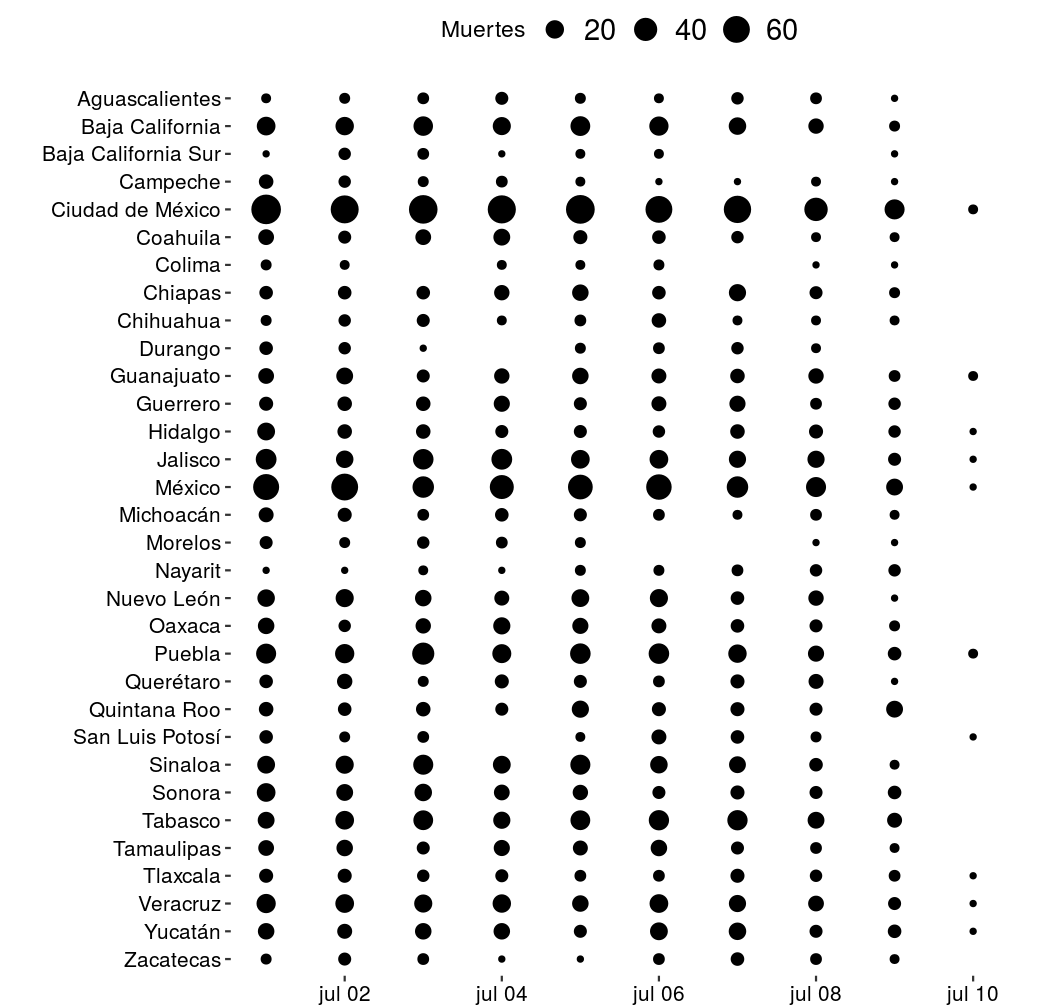 Muertes 20 40 60
Aguascalientes
Baja California
Baja California Sur
Campeche
Ciudad de México
Coahuila
Colima
Chiapas
Chihuahua
Durango
Guanajuato
Guerrero
Hidalgo
Jalisco
México
Michoacán
Morelos
Nayarit
Nuevo León
Oaxaca
Puebla
Querétaro
Quintana Roo
San Luis Potosí
Sinaloa
Sonora
Tabasco
Tamaulipas
Tlaxcala
Veracruz
Yucatán
Zacatecas
jul 02 jul 04 jul 06 jul 08 jul 10